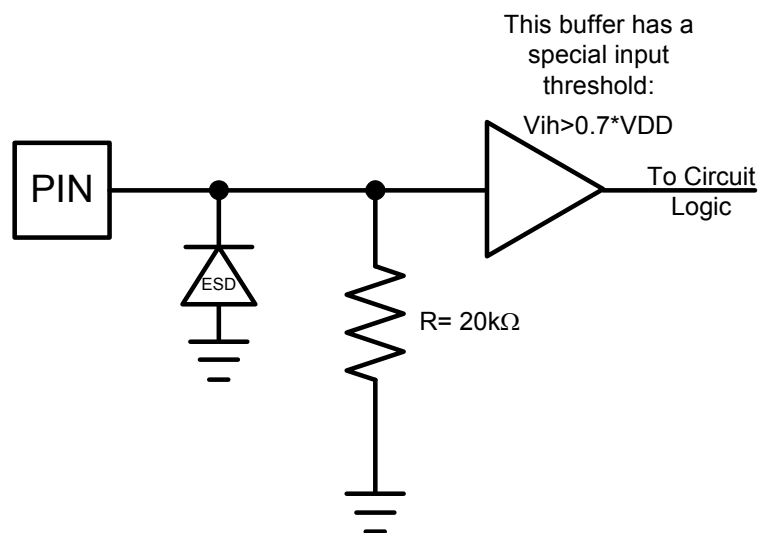 This buffer has a
special input
threshold:
Vih>0.7*VDD
PIN
To Circuit
Logic
ESD
R= 20kΩ